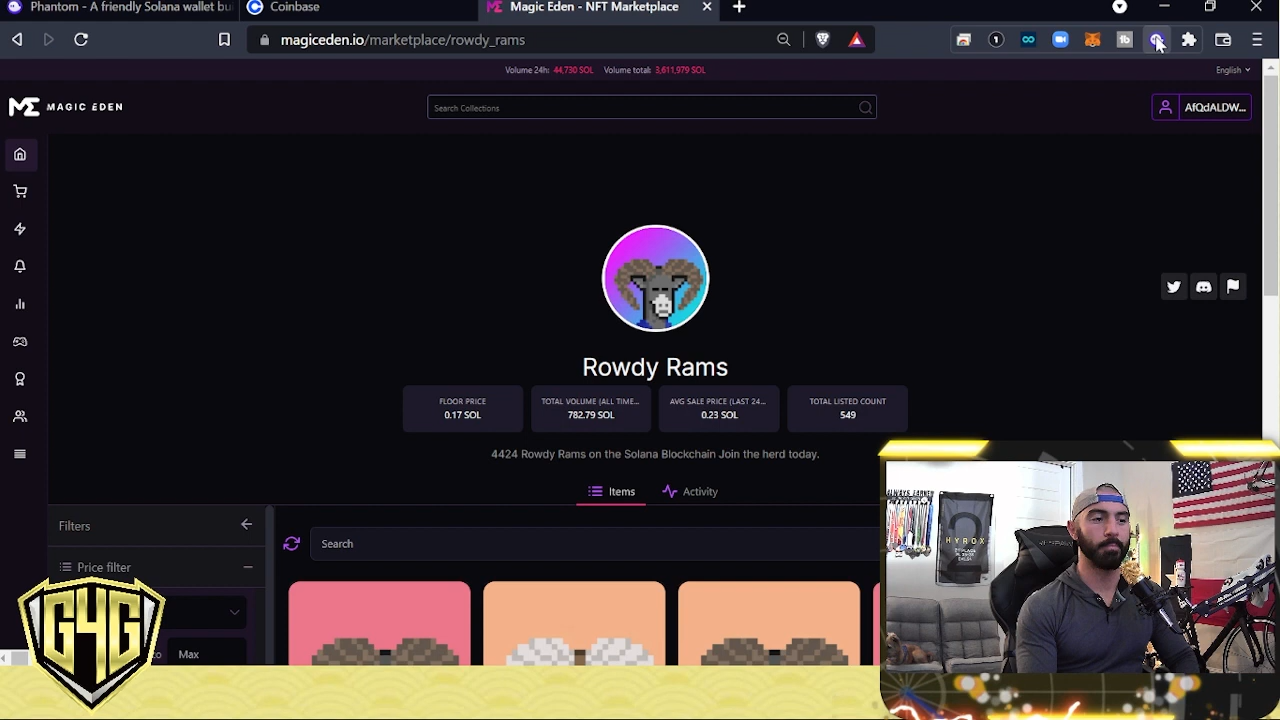 Phantom - A friendly Solana wallet bui
Coinbase
Magic Eden - NFT Marketplace
magiceden.io/marketplace/rowdy_rams
Volume 24h: 44,730 SOL Volume total: 3,611,979 SOL
English
MAGIC EDEN
Search Collections
AfQdALDW...
Rowdy Rams
FLOOR PRICE
0.17 SOL
TOTAL VOLUME (ALL TIME...
782.79 SOL
AVG SALE PRICE (LAST 24...
0.23 SOL
TOTAL LISTED COUNT
549
4424 Rowdy Rams on the Solana Blockchain Join the herd today.
Items
Activity
Filters
Search
Price filter
to
Max
G4G
HYROX